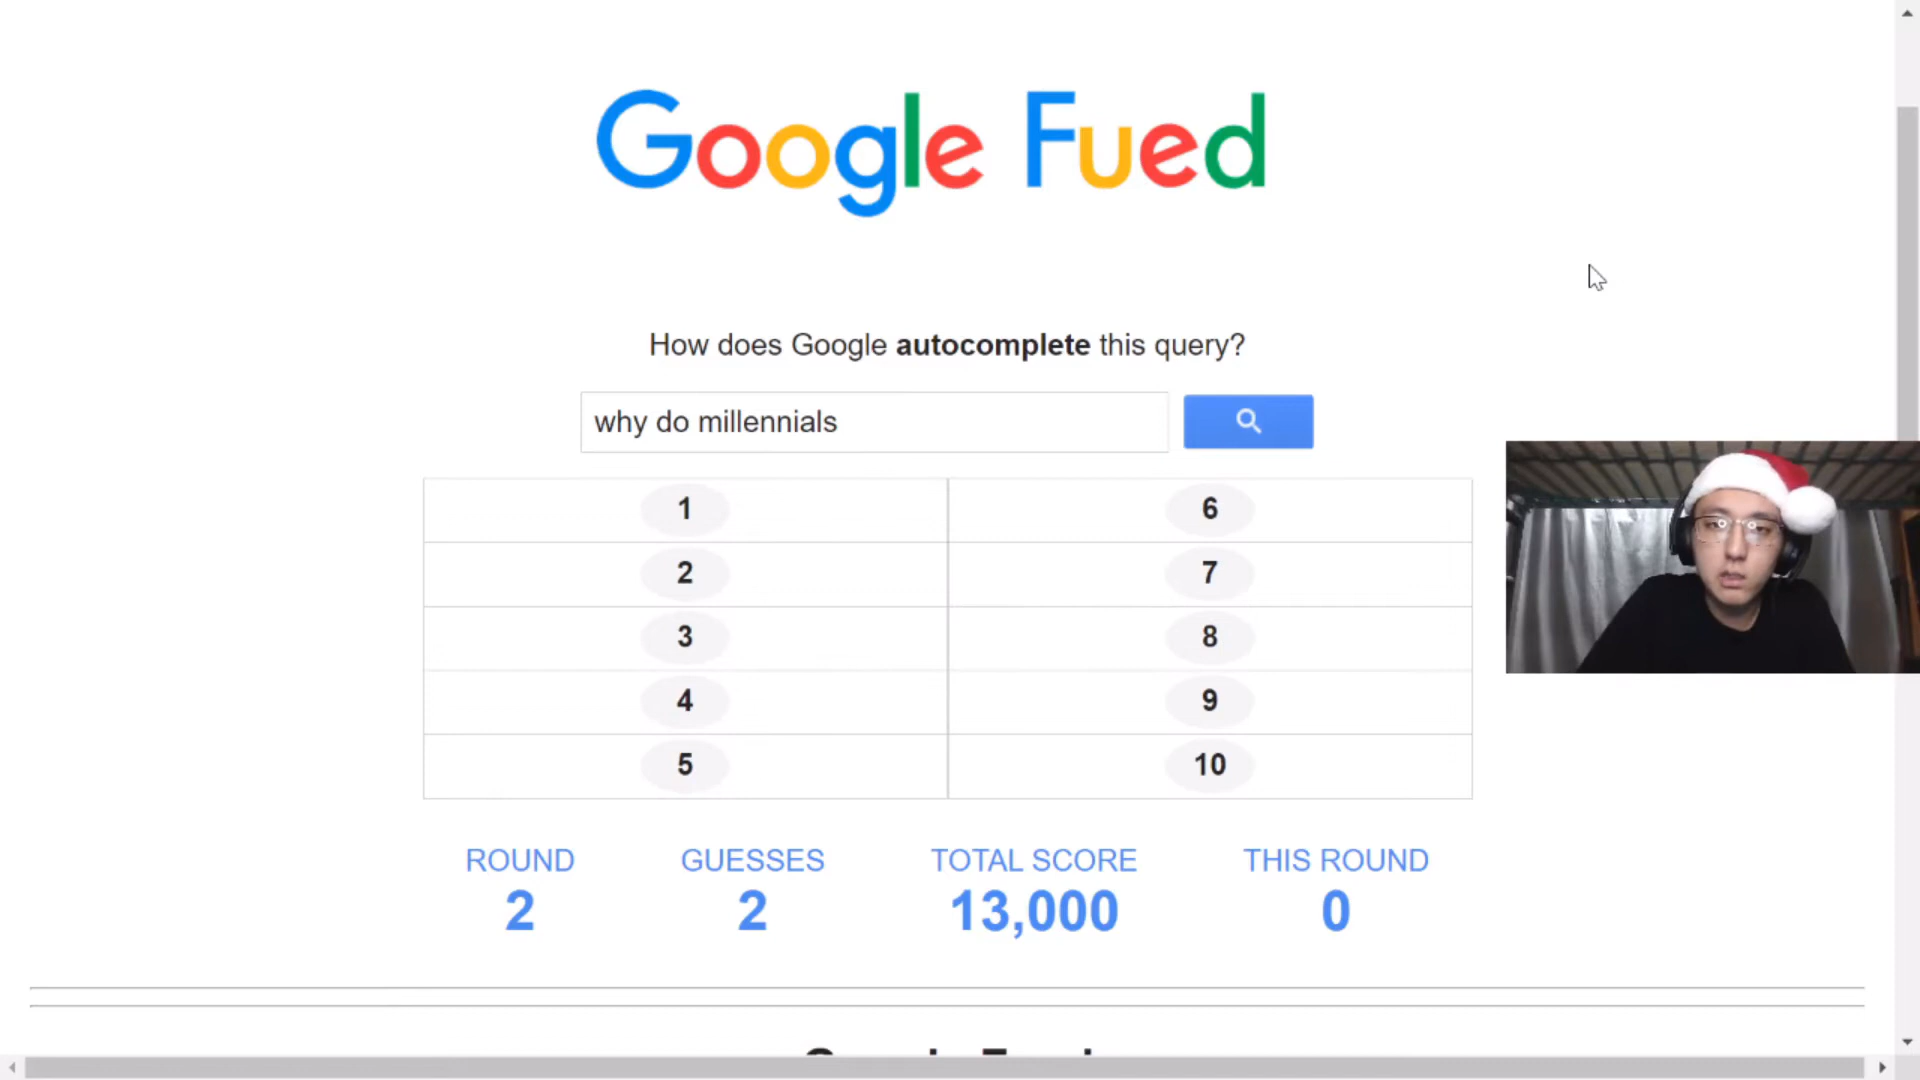 Google Fued
How does Google autocomplete this query?
why do millennials
1 6
2 7
3 8
4 9
5 10
ROUND GUESSES TOTAL SCORE THIS ROUND
2 2 13,000 0